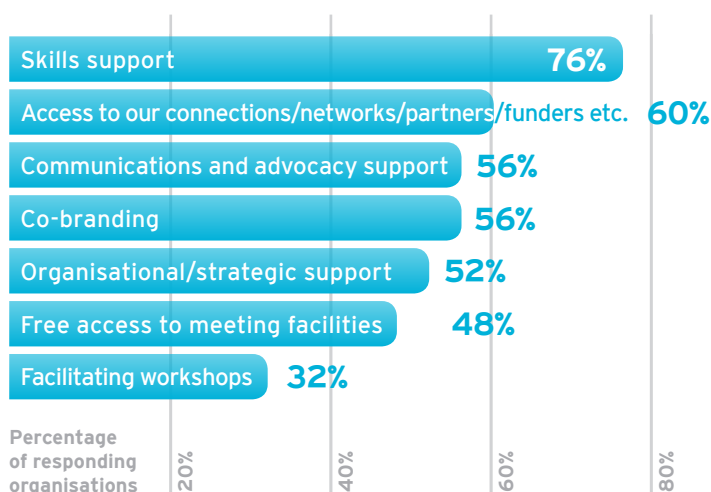 Skills support 76%
Access to our connections/networks/partners/funders etc. 60%
Communications and advocacy support 56%
Co-branding 56%
Organisational/strategic support 52%
Free access to meeting facilities 48%
Facilitating workshops 32%
Percentage
of responding
organisations
20%
40%
60%
80%